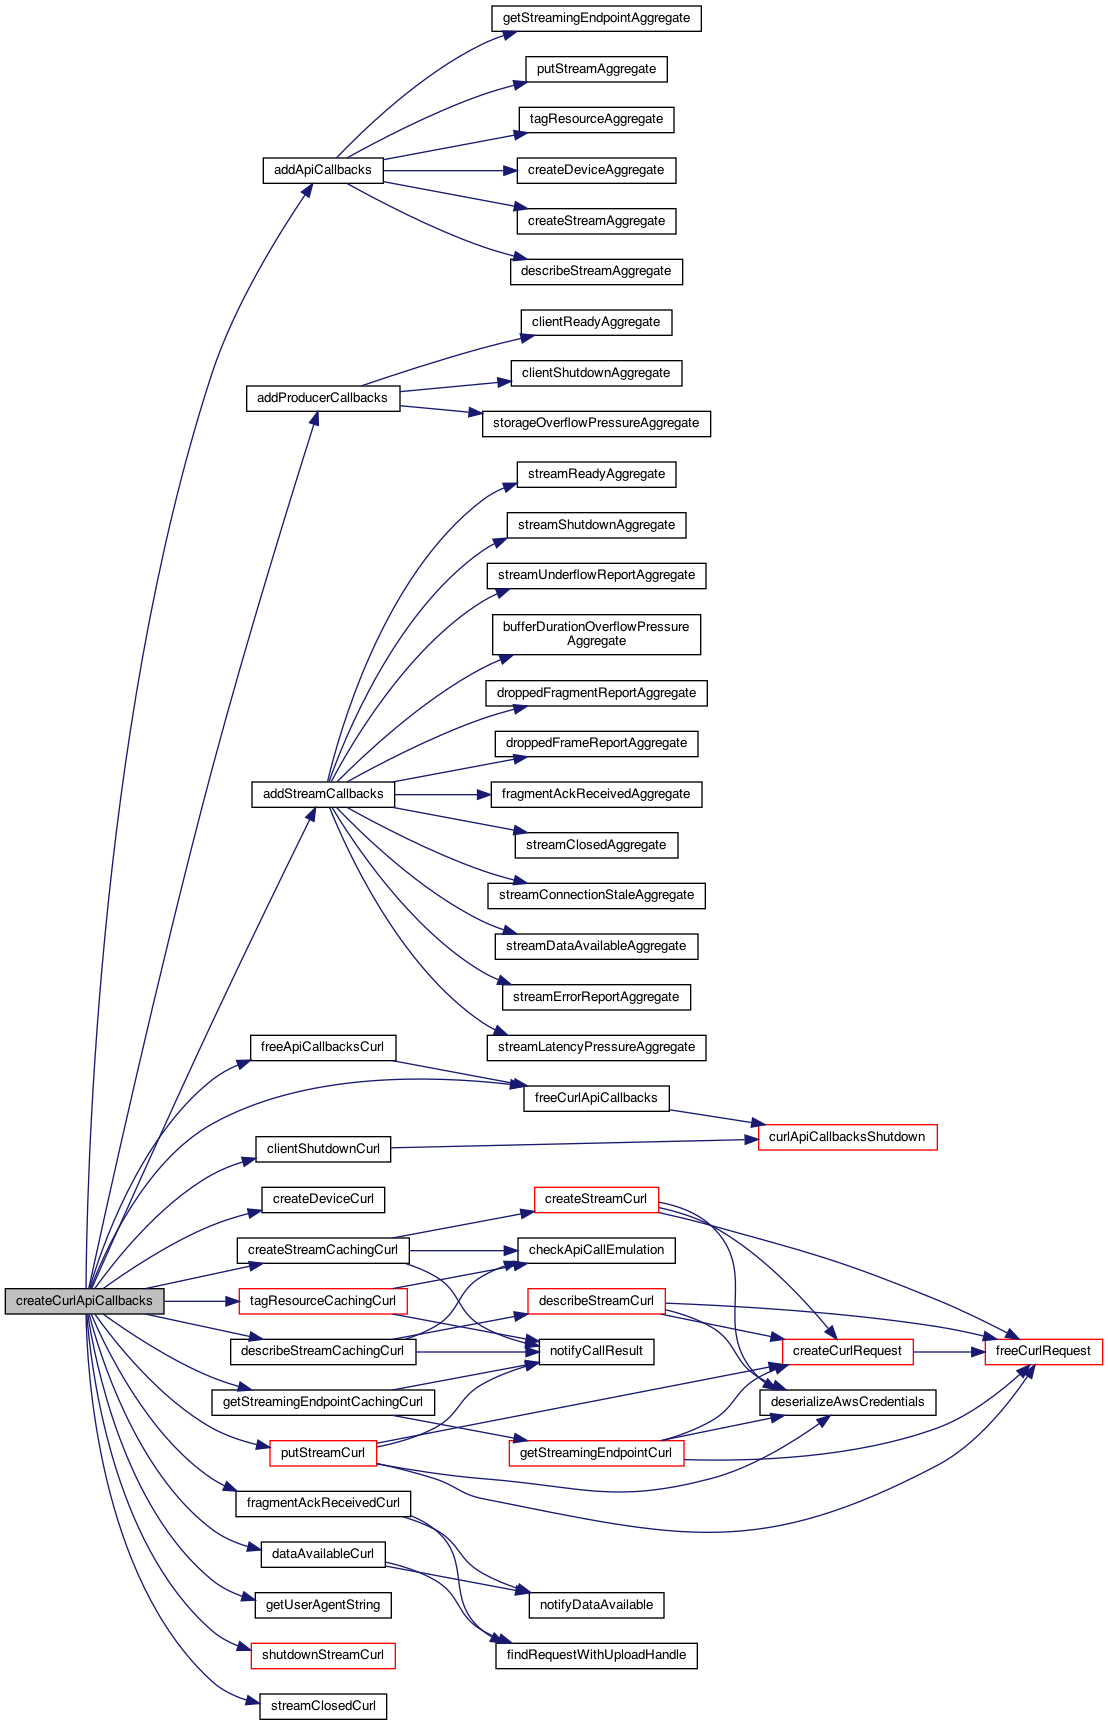 getStreamingEndpointAggregate
putStreamAggregate
tagResourceAggregate
addApiCallbacks
createDeviceAggregate
createStreamAggregate
describeStreamAggregate
clientReadyAggregate
clientShutdownAggregate
addProducerCallbacks
storageOverflowPressureAggregate
streamReadyAggregate
streamShutdownAggregate
streamUnderflowReportAggregate
bufferDurationOverflowPressure
Aggregate
droppedFragmentReportAggregate
droppedFrameReportAggregate
addStreamCallbacks
fragmentAckReceivedAggregate
streamClosedAggregate
streamConnectionStaleAggregate
streamDataAvailableAggregate
streamErrorReportAggregate
freeApiCallbacksCurl
streamLatencyPressureAggregate
freeCurlApiCallbacks
curlApiCallbacksShutdown
clientShutdownCurl
createDeviceCurl
createStreamCurl
createStreamCachingCurl
checkApiCallEmulation
createCurlApiCallbacks
tagResourceCachingCurl
describeStreamCurl
describeStreamCachingCurl
notifyCallResult
createCurlRequest
freeCurlRequest
getStreamingEndpointCachingCurl
deserializeAwsCredentials
putStreamCurl
getStreamingEndpointCurl
fragmentAckReceivedCurl
dataAvailableCurl
getUserAgentString
notifyDataAvailable
shutdownStreamCurl
findRequestWithUploadHandle
streamClosedCurl